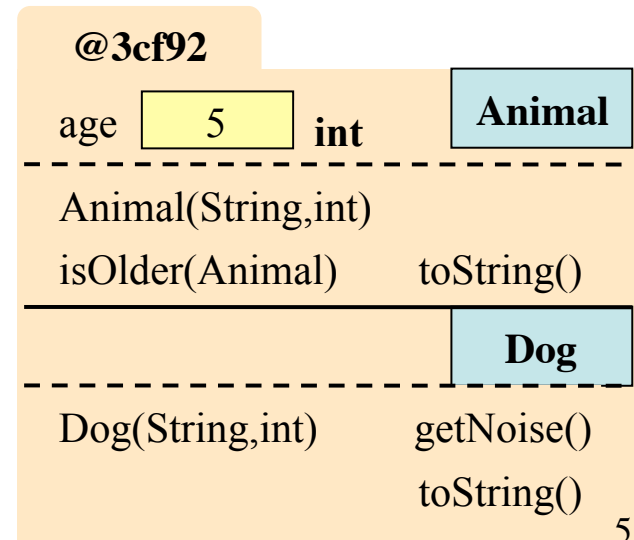 @3cf92
age 5 int Animal
Animal(String,int)
isOlder(Animal) toString()
Dog
Dog(String,int) getNoise()
toString()
5